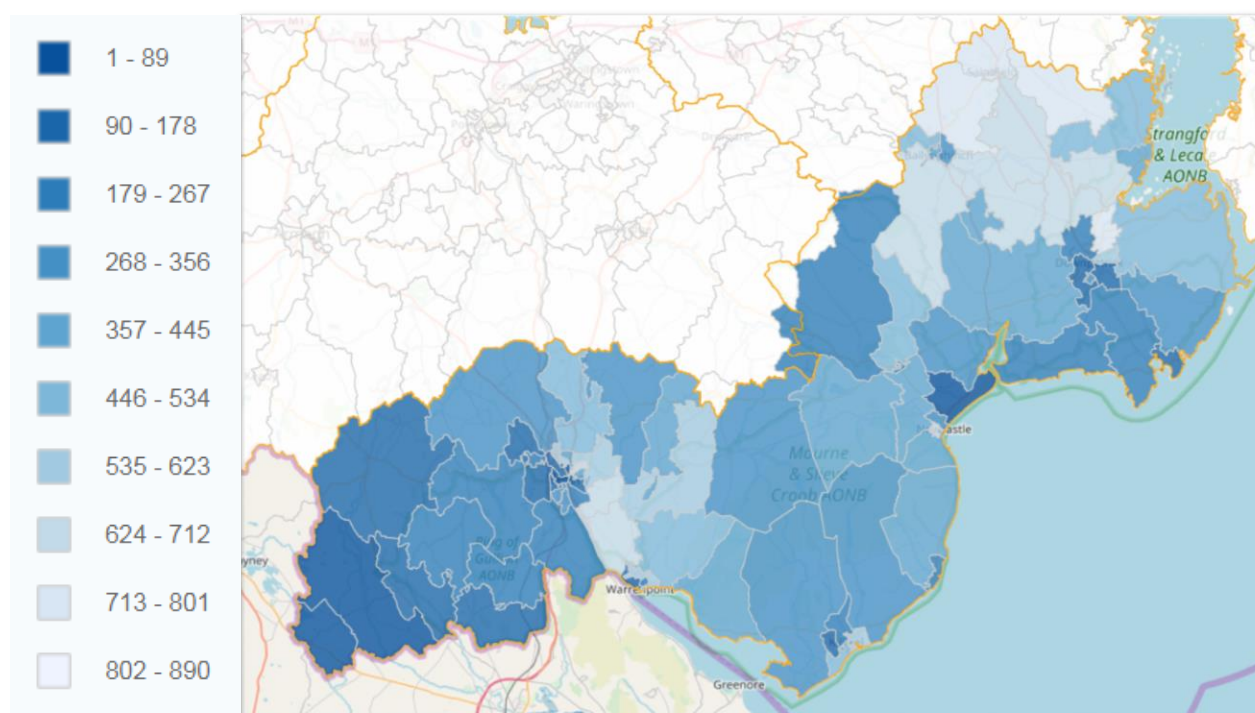 1 - 89
90 - 178
179 - 267
268 - 356
357 - 445
446 - 534
535 - 623
624 - 712
713 - 801
802 - 890
M1
Strangford
& Lecale
AONB
Mourne
& Slieve
Croob AONB
Ring of
Gullion
AONB
Warrenpoint
Greenore